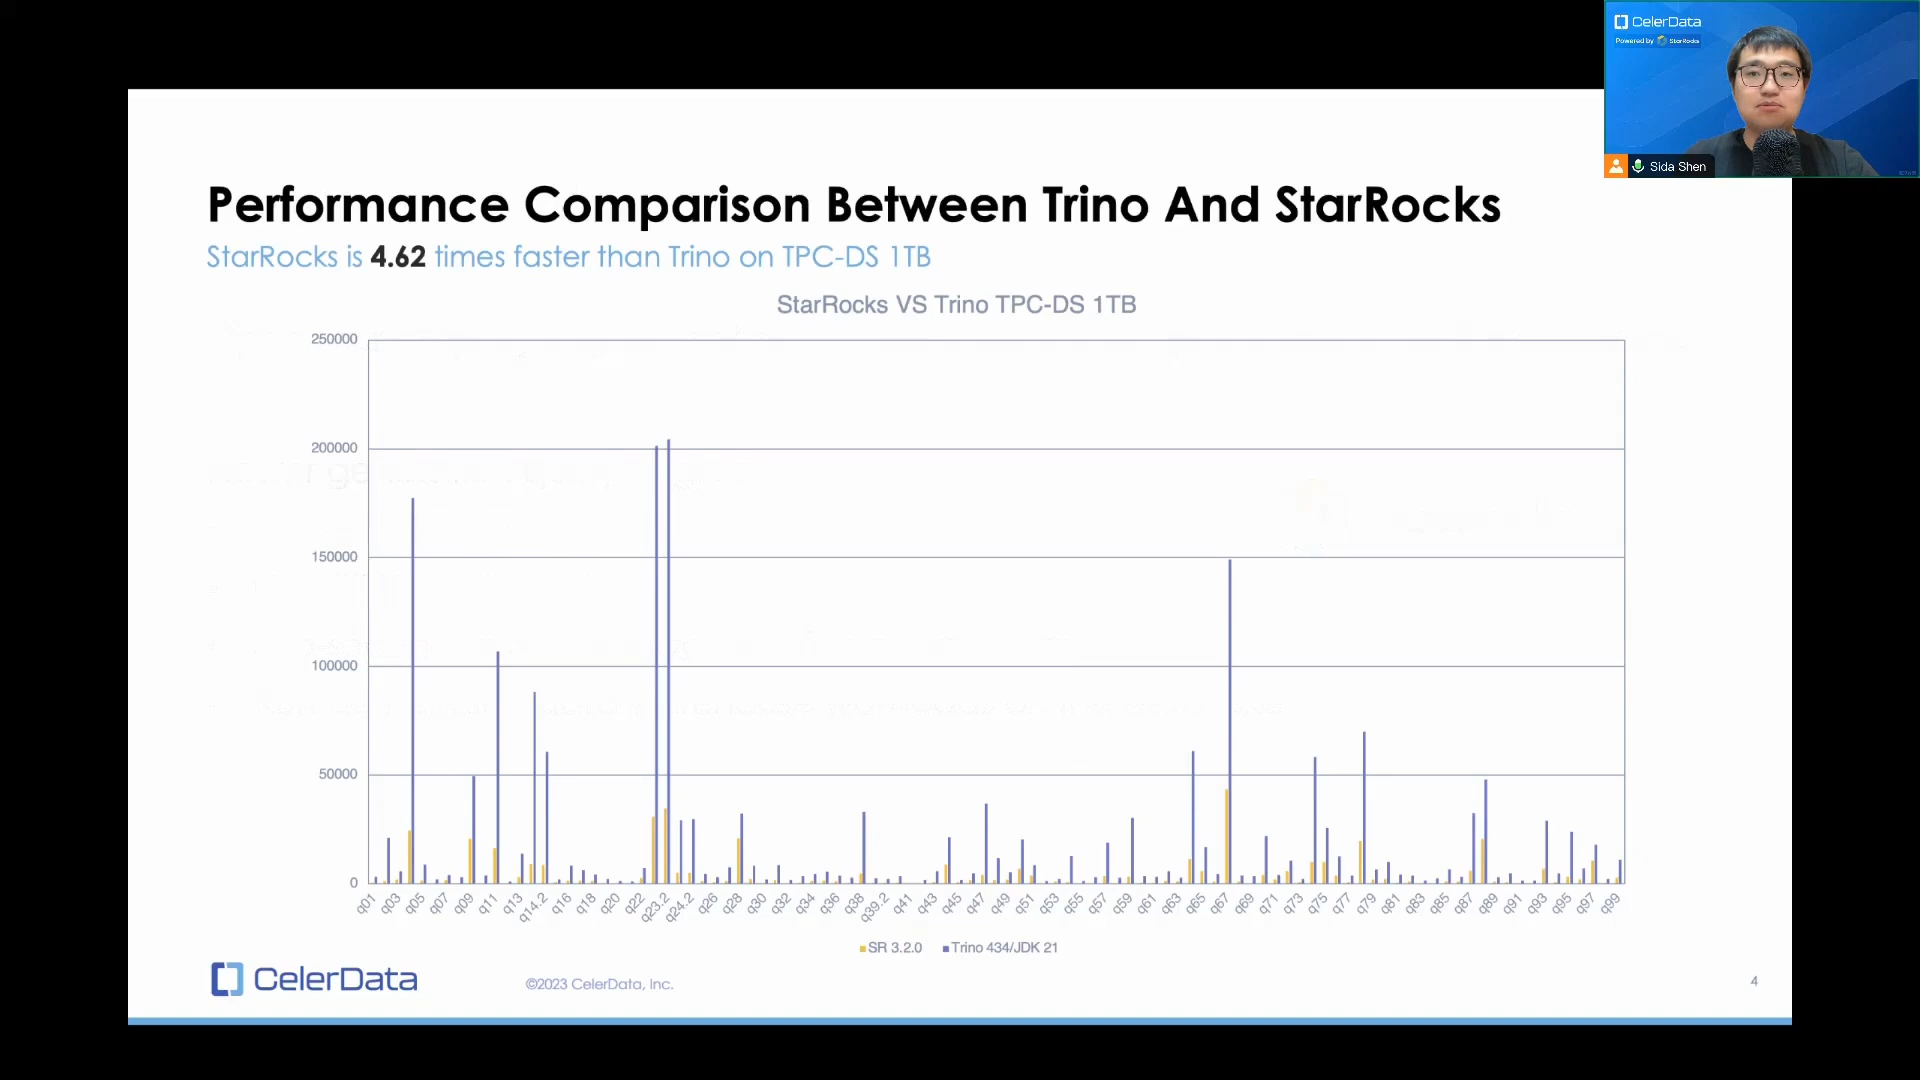 CelerData
Powered by StarRocks
Sida Shen
Performance Comparison Between Trino And StarRocks
StarRocks is 4.62 times faster than Trino on TPC-DS 1TB
StarRocks VS Trino TPC-DS 1TB
250000
200000
150000
100000
50000
0
q01 q03 q05 q07 q09 q11 q13 q14.2 q16 q18 q20 q22 q23.2 q24.2 q26 q28 q30 q32 q34 q36 q38 q39.2 q41 q43 q45 q47 q49 q51 q53 q55 q57 q59 q61 q63 q65 q67 q69 q71 q73 q75 q77 q79 q81 q83 q85 q87 q89 q91 q93 q95 q97 q99
SR 3.2.0 Trino 434/JDK 21
CelerData
©2023 CelerData, Inc.
4